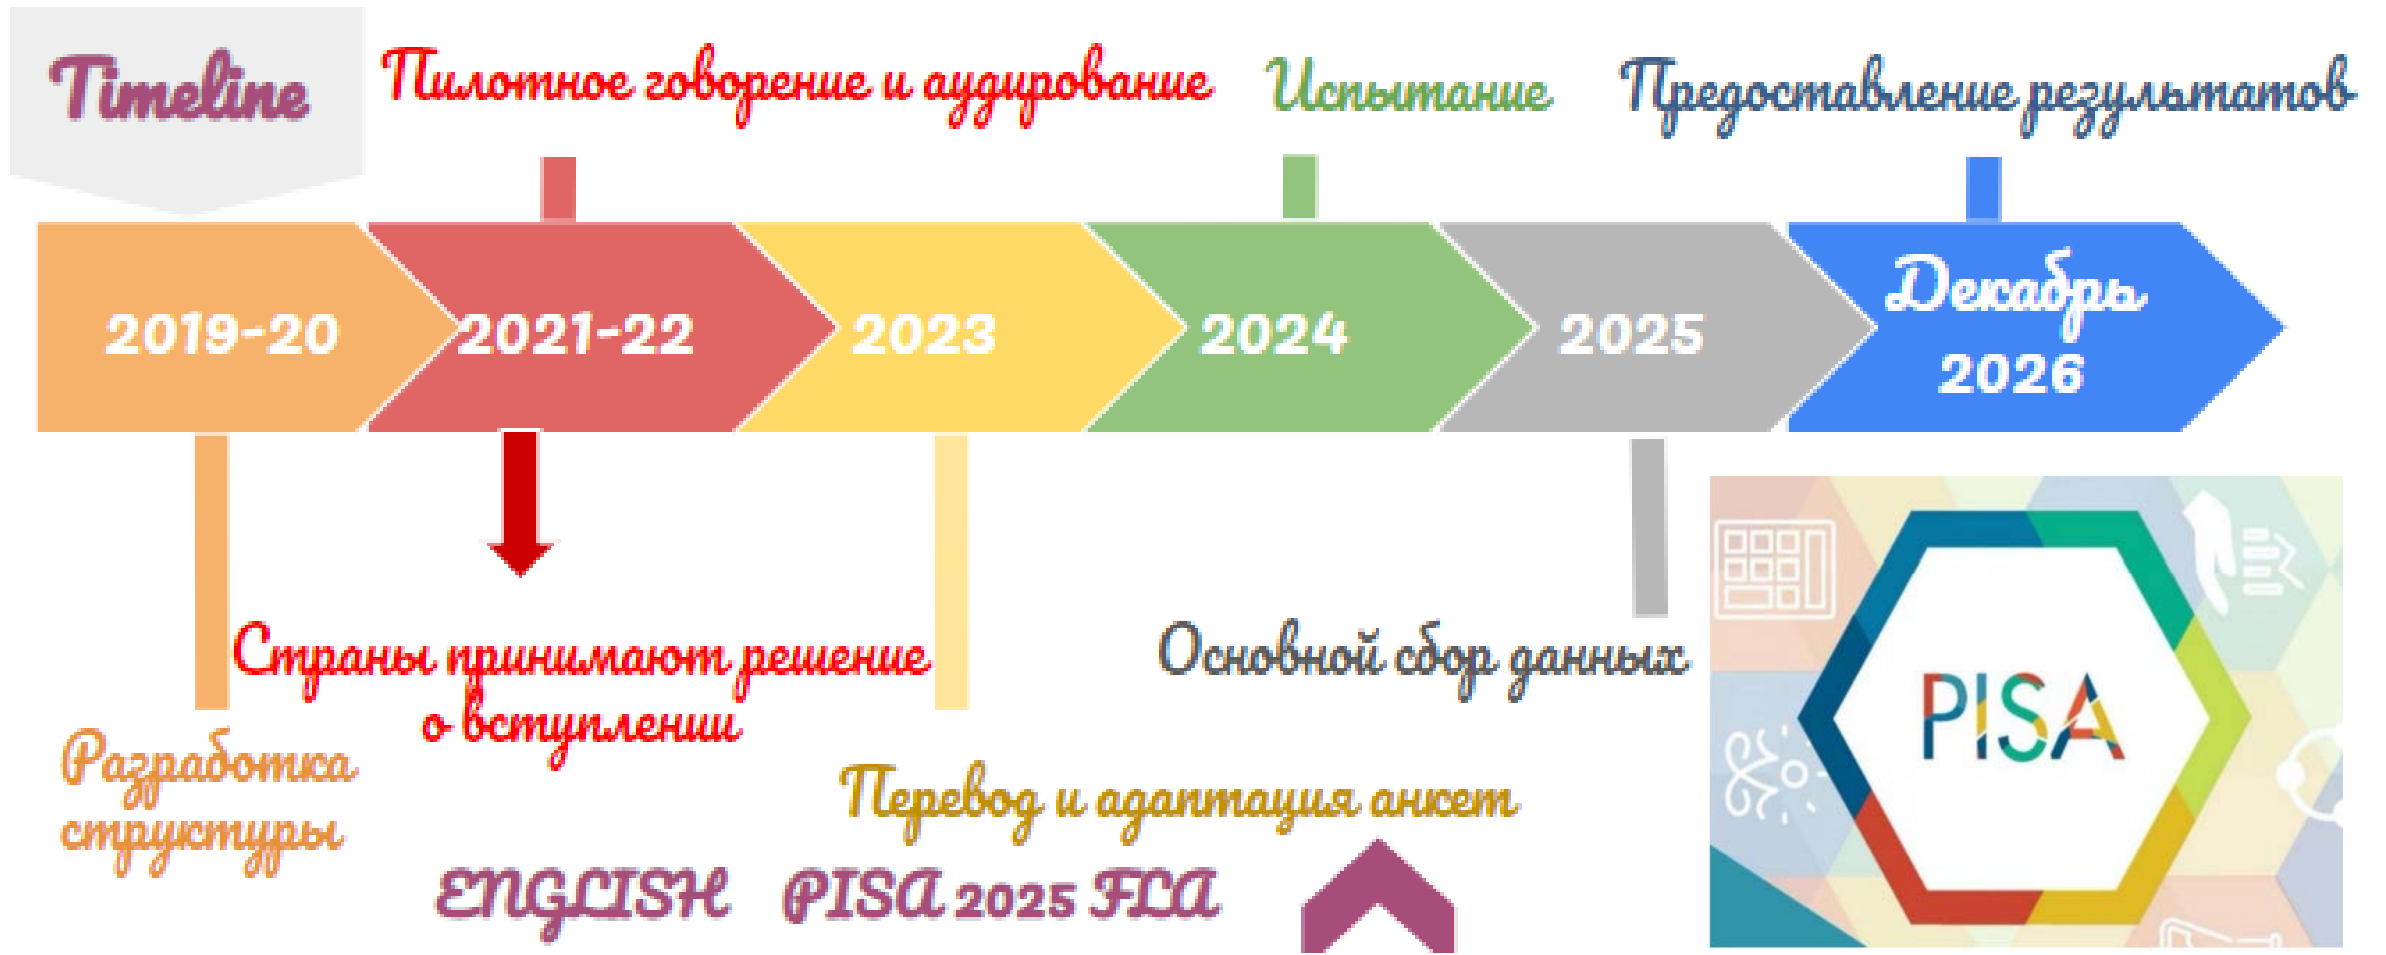 Timeline
Пилотное говорение и аудирование
Испытание
Предоставление результатов
2019-20
2021-22
2023
2024
2025
Декабрь
2026
Страны принимают решение
о вступлении
Основной сбор данных
Разработка
структуры
Перевод и адаптация анкет
ENGLISH PISA 2025 FLA
PISA